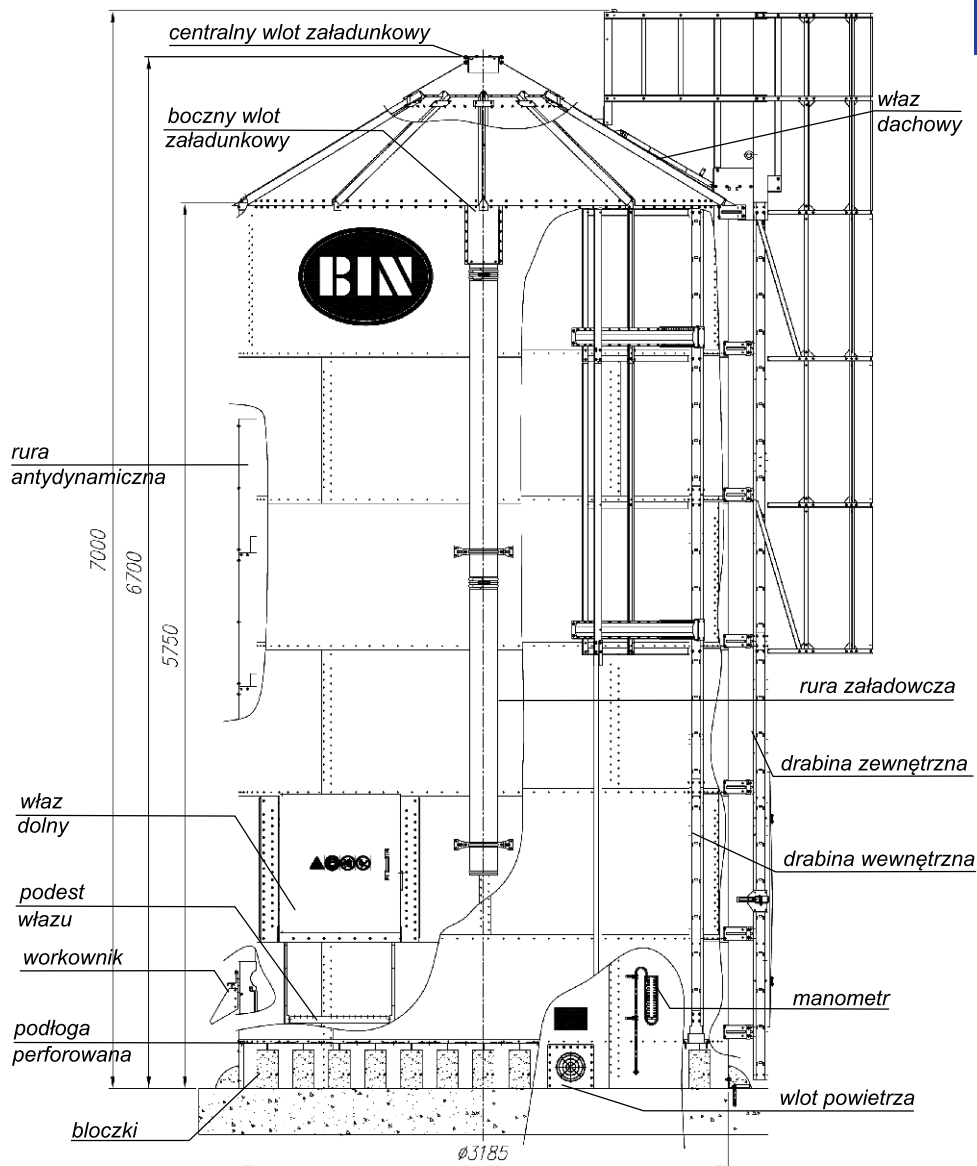 centralny wlot załadunkowy
boczny wlot
załadunkowy
właz
dachowy
BIN
rura
antydynamiczna
7000
6700
5750
rura załadowcza
drabina zewnętrzna
właz
dolny
drabina wewnętrzna
podest
włazu
workownik
manometr
podłoga
perforowana
wlot powietrza
bloczki
ø3185